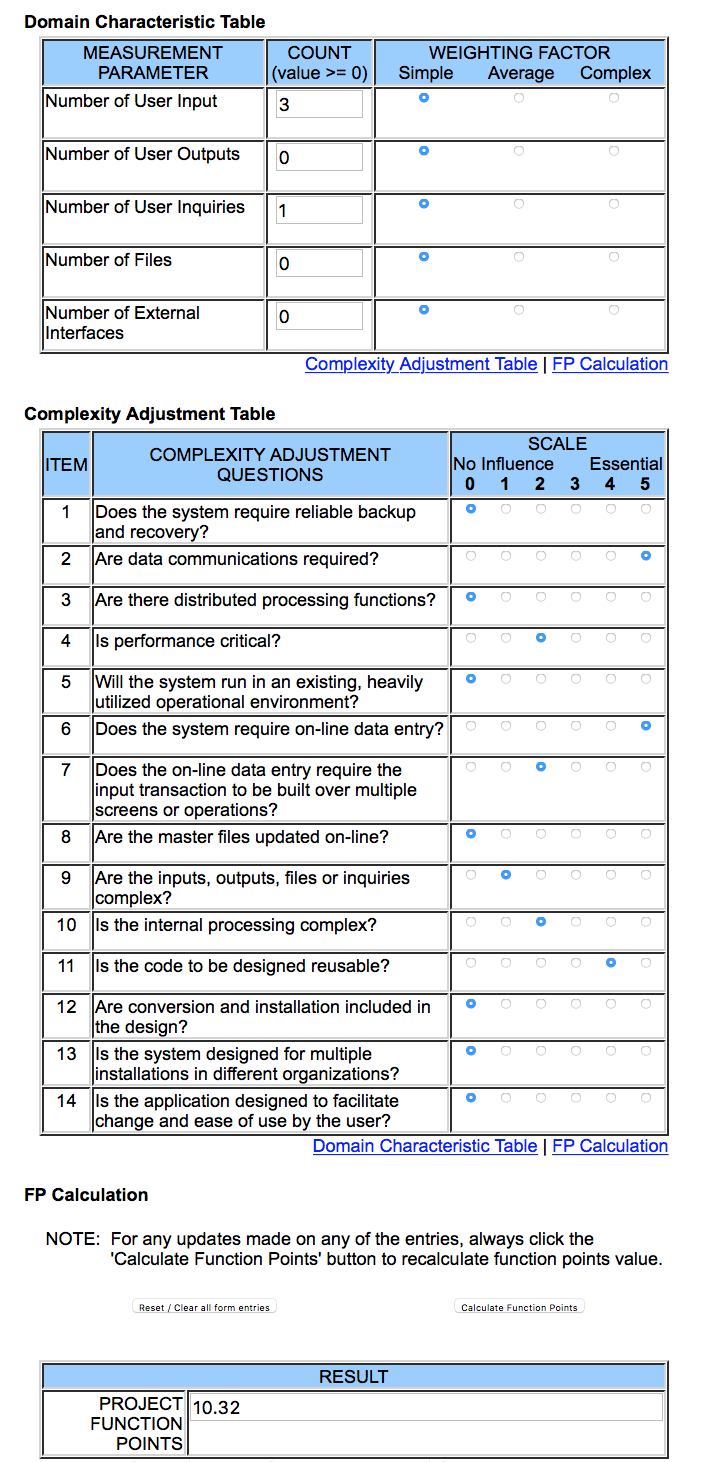 Domain Characteristic Table
MEASUREMENT PARAMETER
COUNT (value >= 0)
WEIGHTING FACTOR
Simple Average Complex
Number of User Input
3
Number of User Outputs
0
Number of User Inquiries
1
Number of Files
0
Number of External Interfaces
0
Complexity Adjustment Table | FP Calculation
Complexity Adjustment Table
ITEM
COMPLEXITY ADJUSTMENT
QUESTIONS
SCALE
No Influence Essential
0 1 2 3 4 5
1 Does the system require reliable backup
and recovery?
2 Are data communications required?
3 Are there distributed processing functions?
4 Is performance critical?
5 Will the system run in an existing, heavily
utilized operational environment?
6 Does the system require on-line data entry?
7 Does the on-line data entry require the
input transaction to be built over multiple
screens or operations?
8 Are the master files updated on-line?
9 Are the inputs, outputs, files or inquiries
complex?
10 Is the internal processing complex?
11 Is the code to be designed reusable?
12 Are conversion and installation included in
the design?
13 Is the system designed for multiple
installations in different organizations?
14 Is the application designed to facilitate
change and ease of use by the user?
Domain Characteristic Table | FP Calculation
FP Calculation
NOTE: For any updates made on any of the entries, always click the
'Calculate Function Points' button to recalculate function points value.
Reset / Clear all form entries
Calculate Function Points
RESULT
PROJECT
FUNCTION
POINTS
10.32